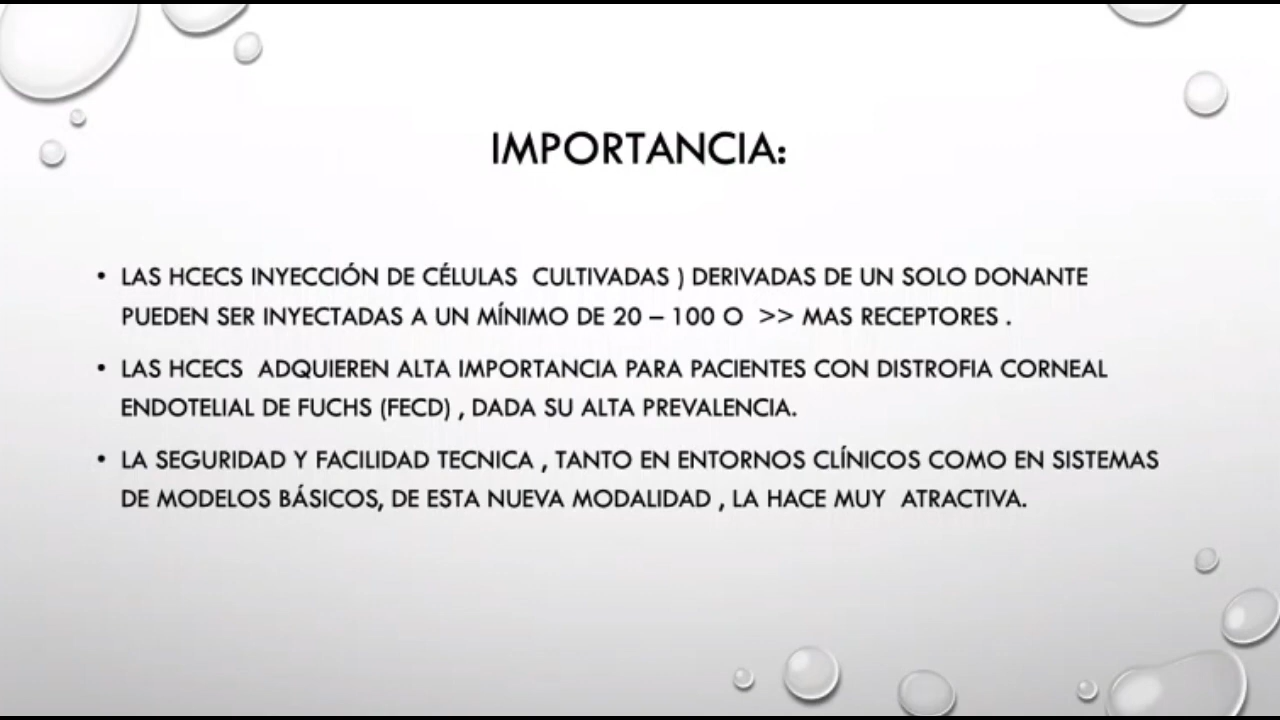 IMPORTANCIA:
• LAS HCECS INYECCIÓN DE CÉLULAS CULTIVADAS ) DERIVADAS DE UN SOLO DONANTE
PUEDEN SER INYECTADAS A UN MÍNIMO DE 20 – 100 O >> MAS RECEPTORES .
• LAS HCECS ADQUIEREN ALTA IMPORTANCIA PARA PACIENTES CON DISTROFIA CORNEAL
ENDOTELIAL DE FUCHS (FECD) , DADA SU ALTA PREVALENCIA.
• LA SEGURIDAD Y FACILIDAD TECNICA , TANTO EN ENTORNOS CLÍNICOS COMO EN SISTEMAS
DE MODELOS BÁSICOS, DE ESTA NUEVA MODALIDAD , LA HACE MUY ATRACTIVA.